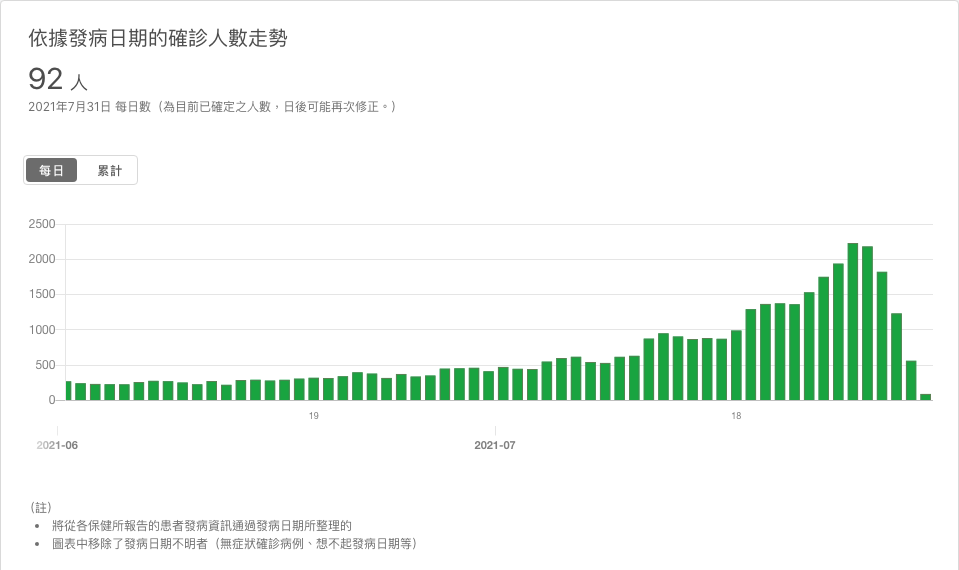 依據發病日期的確診人數走勢
92 人
2021年7月31日 每日數（為目前已確定之人數，日後可能再次修正。）
每日 累計
2500
2000
1500
1000
500
0
19 18
2021-06 2021-07
（註）
• 將從各保健所報告的患者發病資訊通過發病日期所整理的
• 圖表中移除了發病日期不明者（無症狀確診病例、想不起發病日期等）